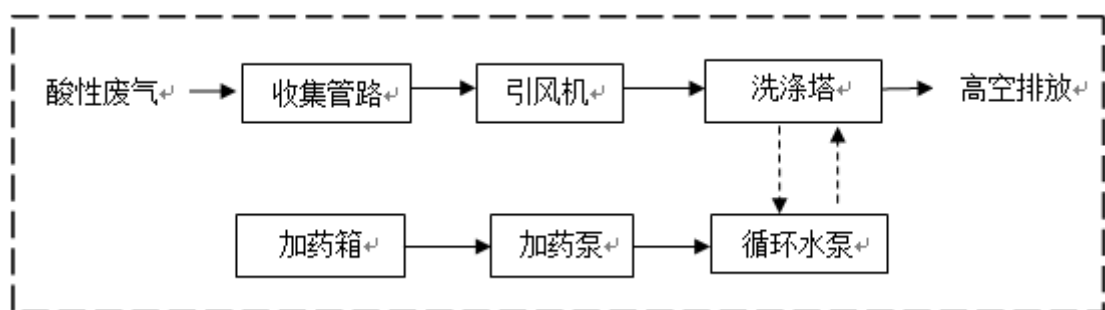 酸性废气
收集管路
引风机
洗涤塔
高空排放
加药箱
加药泵
循环水泵